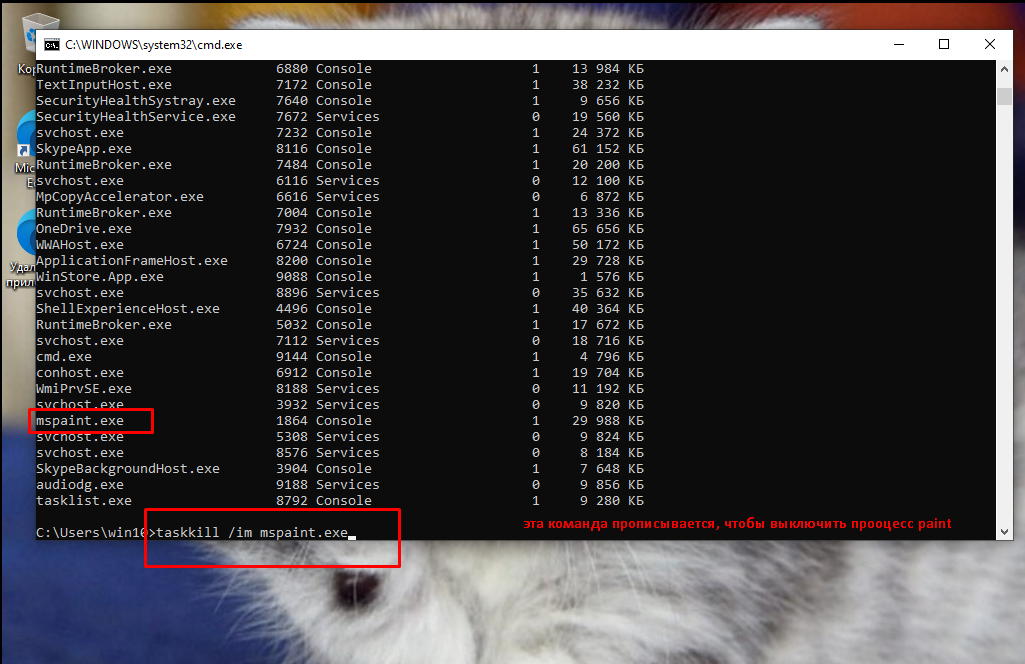 C:\WINDOWS\system32\cmd.exe
Кор
RuntimeBroker.exe 6880 Console 1 13 984 КБ
TextInputHost.exe 7172 Console 1 38 232 КБ
SecurityHealthSystray.exe 7640 Console 1 9 656 КБ
SecurityHealthService.exe 7672 Services 0 19 560 КБ
svchost.exe 7232 Console 1 24 372 КБ
SkypeApp.exe 8116 Console 1 61 152 КБ
Mic
RuntimeBroker.exe 7484 Console 1 20 200 КБ
E
svchost.exe 6116 Services 0 12 100 КБ
MpCopyAccelerator.exe 6616 Services 0 6 872 КБ
RuntimeBroker.exe 7004 Console 1 13 336 КБ
OneDrive.exe 7932 Console 1 65 656 КБ
WWAHost.exe 6724 Console 1 50 172 КБ
ApplicationFrameHost.exe 8200 Console 1 29 728 КБ
Удал
WinStore.App.exe 9088 Console 1 1 576 КБ
прил
svchost.exe 8896 Services 0 35 632 КБ
ShellExperienceHost.exe 4496 Console 1 40 364 КБ
RuntimeBroker.exe 5032 Console 1 17 672 КБ
svchost.exe 7112 Services 0 18 716 КБ
cmd.exe 9144 Console 1 4 796 КБ
conhost.exe 6912 Console 1 19 704 КБ
WmiPrvSE.exe 8188 Services 0 11 192 КБ
svchost.exe 3932 Services 0 9 820 КБ
mspaint.exe 1864 Console 1 29 988 КБ
svchost.exe 5308 Services 0 9 824 КБ
svchost.exe 8576 Services 0 8 184 КБ
SkypeBackgroundHost.exe 3904 Console 1 7 648 КБ
audiodg.exe 9188 Services 0 9 856 КБ
tasklist.exe 8792 Console 1 9 280 КБ
эта команда прописывается, чтобы выключить прооцесс paint
C:\Users\win10>taskkill /im mspaint.exe